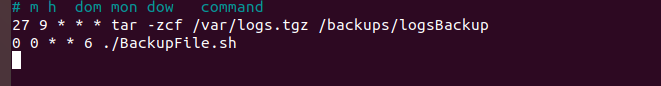 # m h  dom mon dow   command
27 9 * * * tar -zcf /var/logs.tgz /backups/logsBackup
0 0 * * 6 ./BackupFile.sh